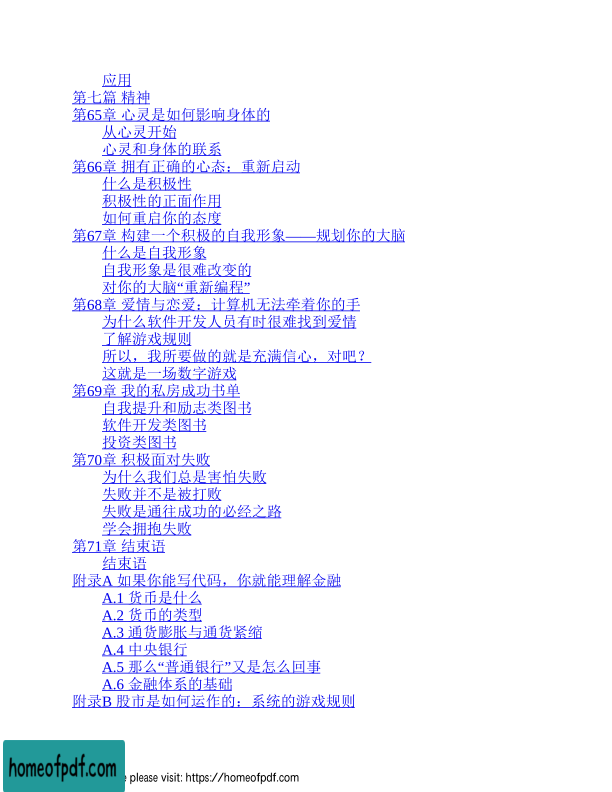 应用
第七篇 精神
第65章 心灵是如何影响身体的
从心灵开始
心灵和身体的联系
第66章 拥有正确的心态：重新启动
什么是积极性
积极性的正面作用
如何重启你的态度
第67章 构建一个积极的自我形象——规划你的大脑
什么是自我形象
自我形象是很难改变的
对你的大脑“重新编程”
第68章 爱情与恋爱：计算机无法牵着你的手
为什么软件开发人员有时很难找到爱情
了解游戏规则
所以，我所要做的就是充满信心，对吧？
这就是一场数字游戏
第69章 我的私房成功书单
自我提升和励志类图书
软件开发类图书
投资类图书
第70章 积极面对失败
为什么我们总是害怕失败
失败并不是被打败
失败是通往成功的必经之路
学会拥抱失败
第71章 结束语
结束语
附录A 如果你能写代码，你就能理解金融
A.1 货币是什么
A.2 货币的类型
A.3 通货膨胀与通货紧缩
A.4 中央银行
A.5 那么“普通银行”又是怎么回事
A.6 金融体系的基础
附录B 股市是如何运作的：系统的游戏规则
homeofpdf.com
e please visit: https://homeofpdf.com